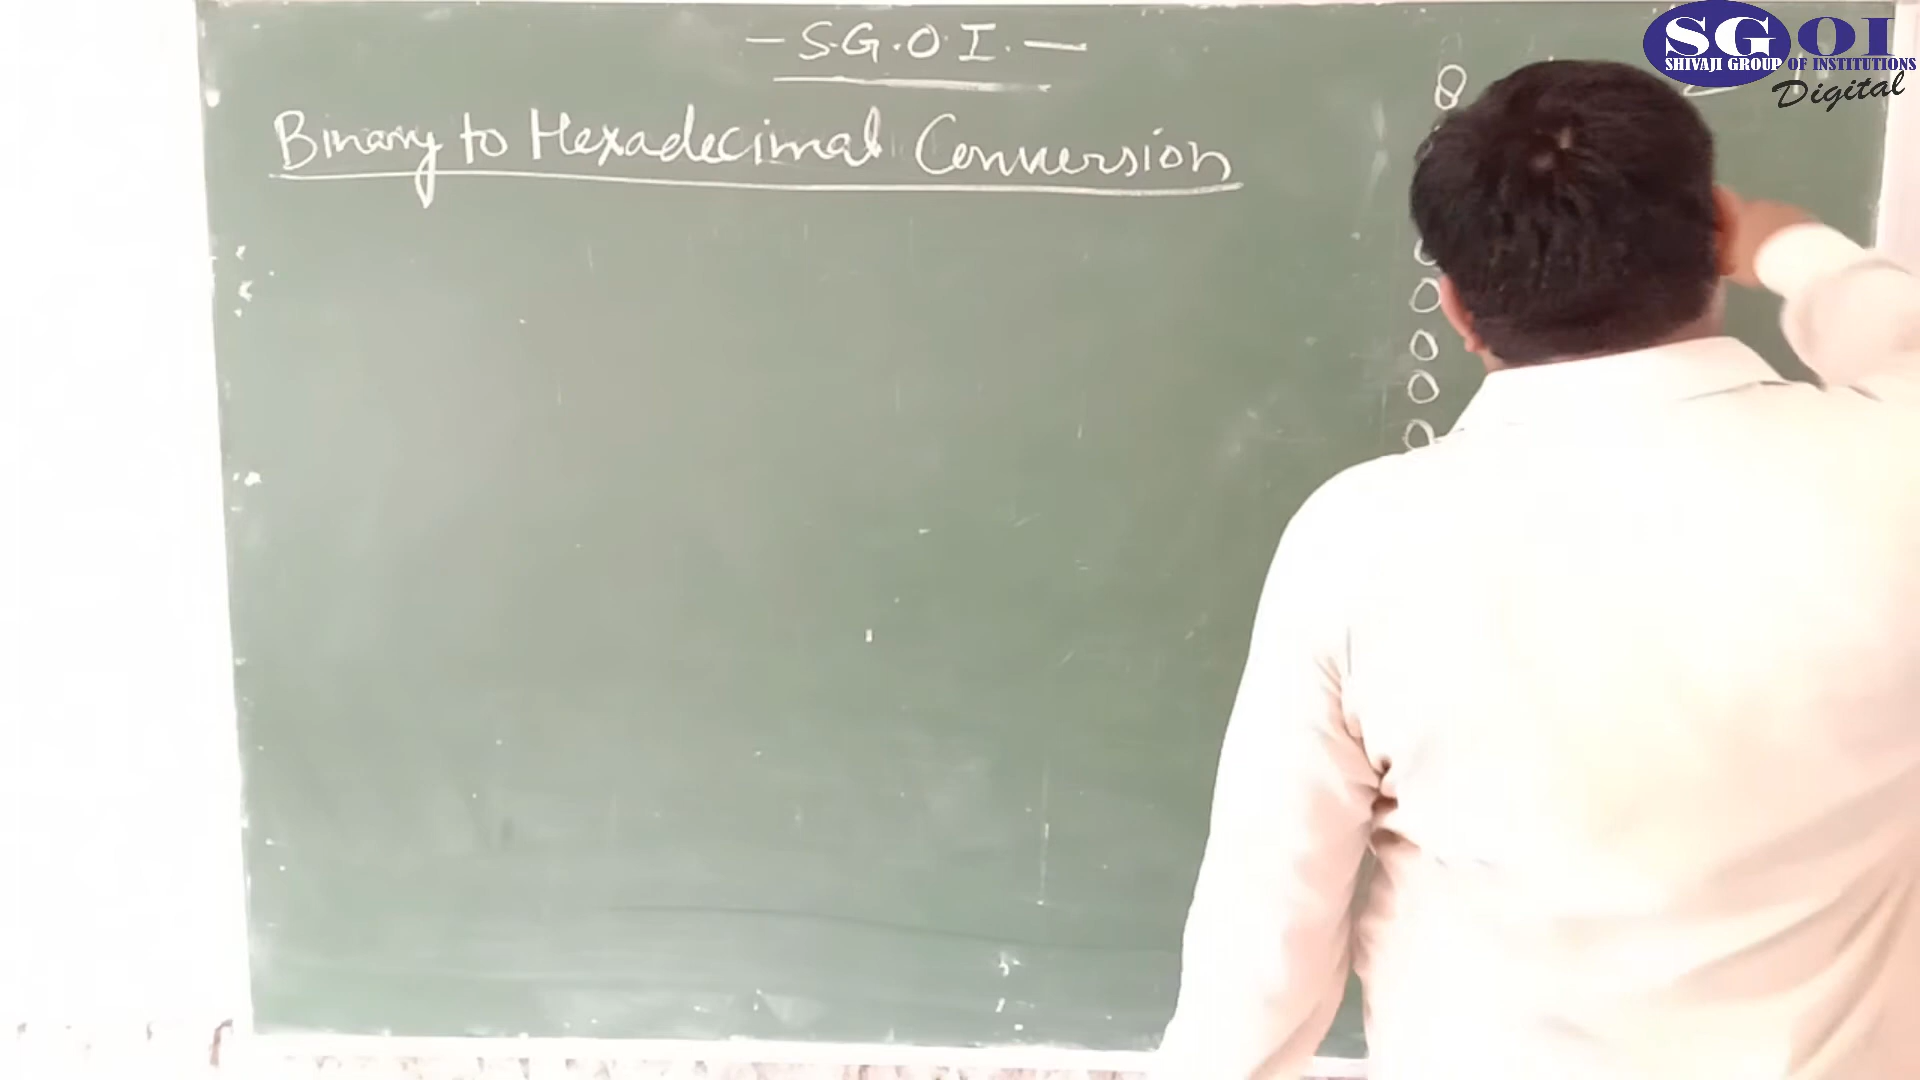 — S.G.O.I. —
Binary to Hexadecimal Conversion
8
0
0
0
0
SGOI
SHIVAJI GROUP OF INSTITUTIONS
Digital